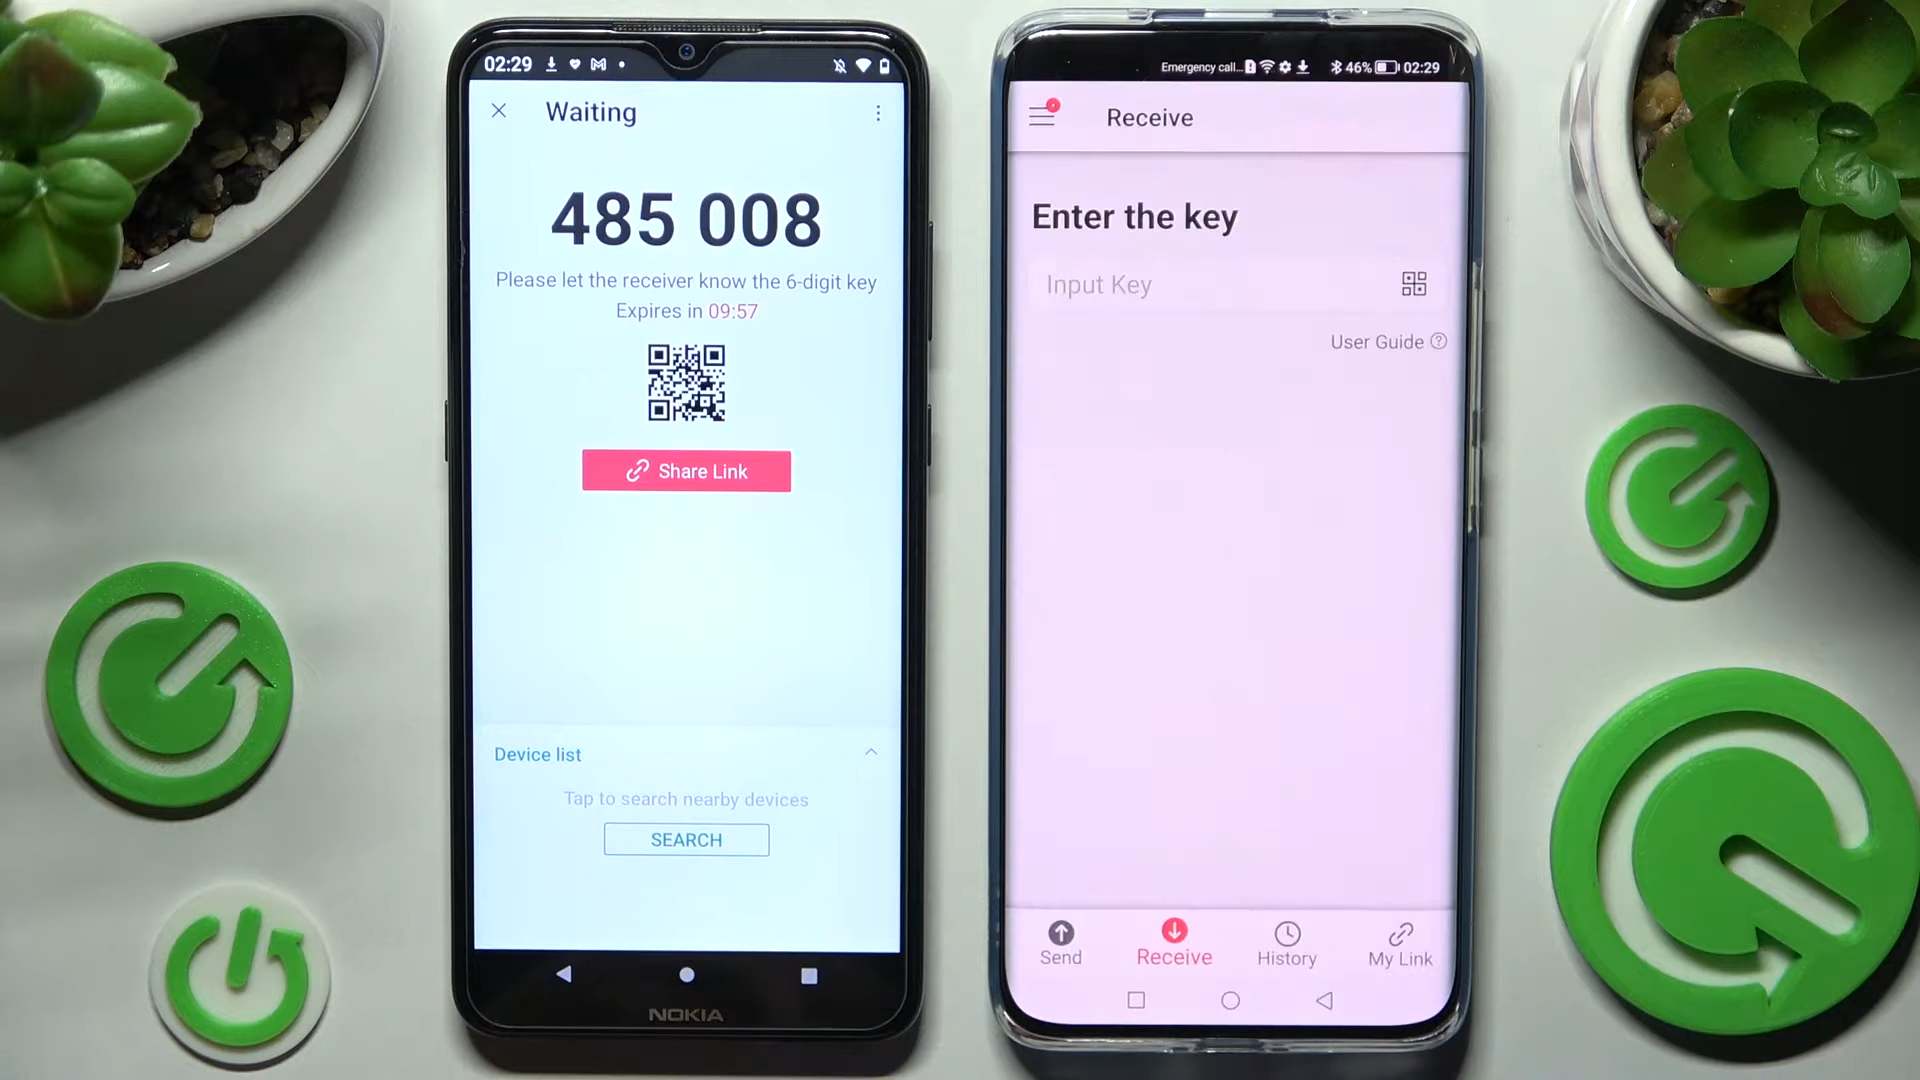 02:29
Waiting
485 008
Please let the receiver know the 6-digit key
Expires in 09:57
Share Link
Device list
Tap to search nearby devices
SEARCH
NOKIA
Emergency call... 46% 02:29
Receive
Enter the key
Input Key
User Guide
Send
Receive
History
My Link